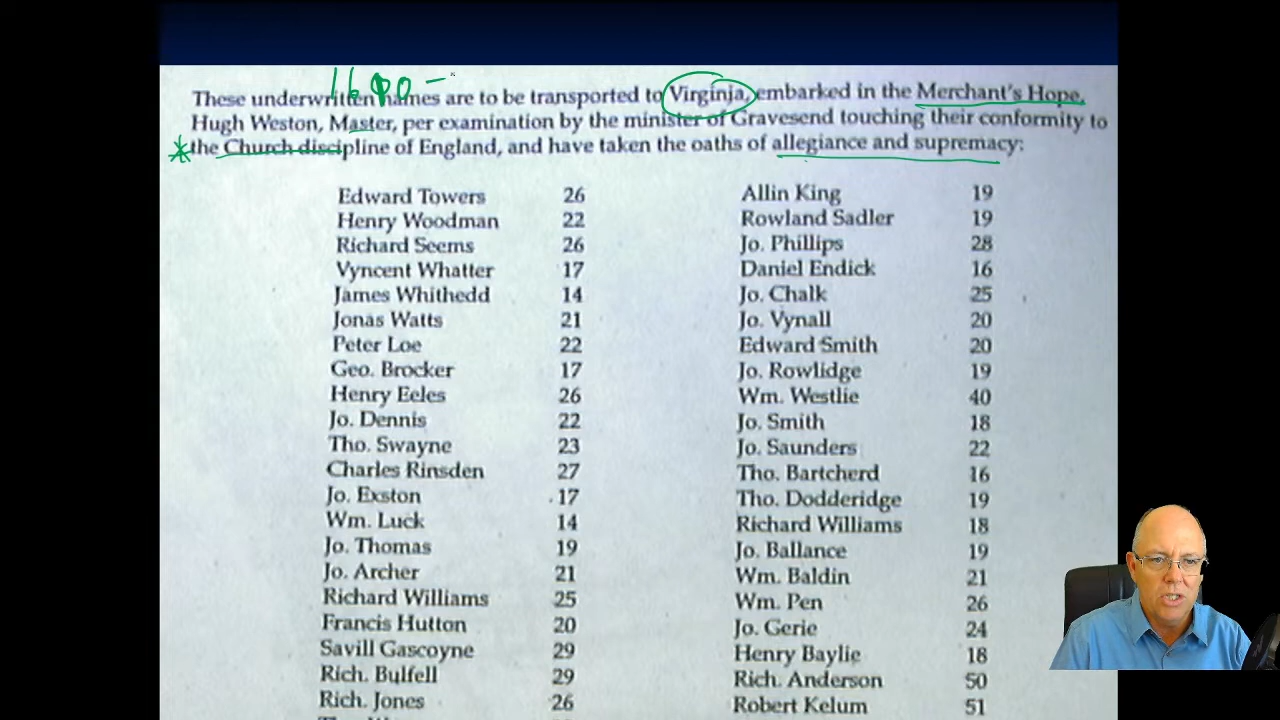 1600 -
These underwritten names are to be transported to Virginja, embarked in the Merchant's Hope,
Hugh Weston, Master, per examination by the minister of Gravesend touching their conformity to
the Church discipline of England, and have taken the oaths of allegiance and supremacy:
Edward Towers 26
Henry Woodman 22
Richard Seems 26
Vyncent Whatter 17
James Whithedd 14
Jonas Watts 21
Peter Loe 22
Geo. Brocker 17
Henry Eeles 26
Jo. Dennis 22
Tho. Swayne 23
Charles Rinsden 27
Jo. Exston 17
Wm. Luck 14
Jo. Thomas 19
Jo. Archer 21
Richard Williams 25
Francis Hutton 20
Savill Gascoyne 29
Rich. Bulfell 29
Rich. Jones 26
Allin King 19
Rowland Sadler 19
Jo. Phillips 28
Daniel Endick 16
Jo. Chalk 25
Jo. Vynall 20
Edward Smith 20
Jo. Rowlidge 19
Wm. Westlie 40
Jo. Smith 18
Jo. Saunders 22
Tho. Bartcherd 16
Tho. Dodderidge 19
Richard Williams 18
Jo. Ballance 19
Wm. Baldin 21
Wm. Pen 26
Jo. Gerie 24
Henry Baylie 18
Rich. Anderson 50
Robert Kelum 51